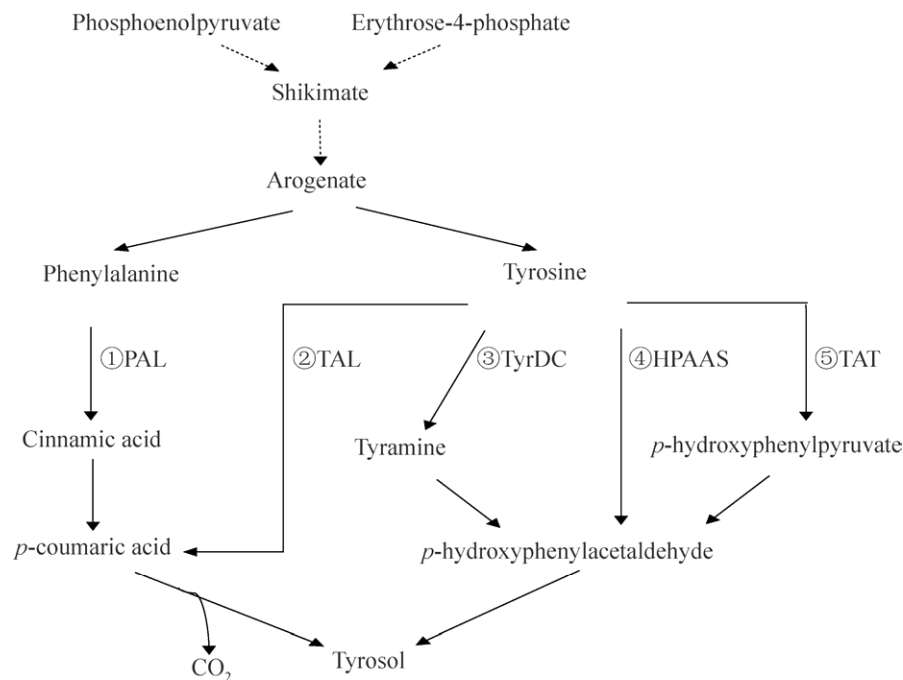 Phosphoenolpyruvate Erythrose-4-phosphate
Shikimate
Arogenate
Phenylalanine Tyrosine
①PAL ②TAL ③TyrDC ④HPAAS ⑤TAT
Cinnamic acid Tyramine p-hydroxyphenylpyruvate
p-coumaric acid p-hydroxyphenylacetaldehyde
CO₂ Tyrosol